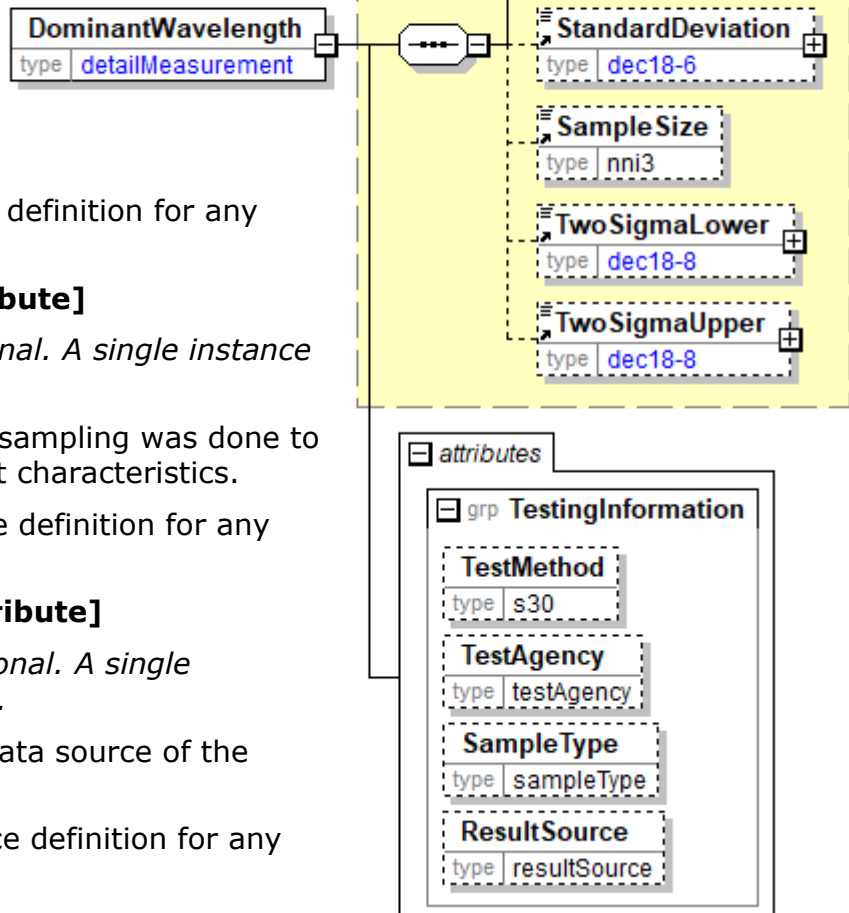 DominantWavelength
type detailMeasurement
StandardDeviation
type dec18-6
SampleSize
type nni3
TwoSigmaLower
type dec18-8
TwoSigmaUpper
type dec18-8
definition for any
bute]
nal. A single instance
sampling was done to
t characteristics.
e definition for any
ribute]
onal. A single
.
ata source of the
ce definition for any
attributes
grp TestingInformation
TestMethod
type s30
TestAgency
type testAgency
SampleType
type sampleType
ResultSource
type resultSource